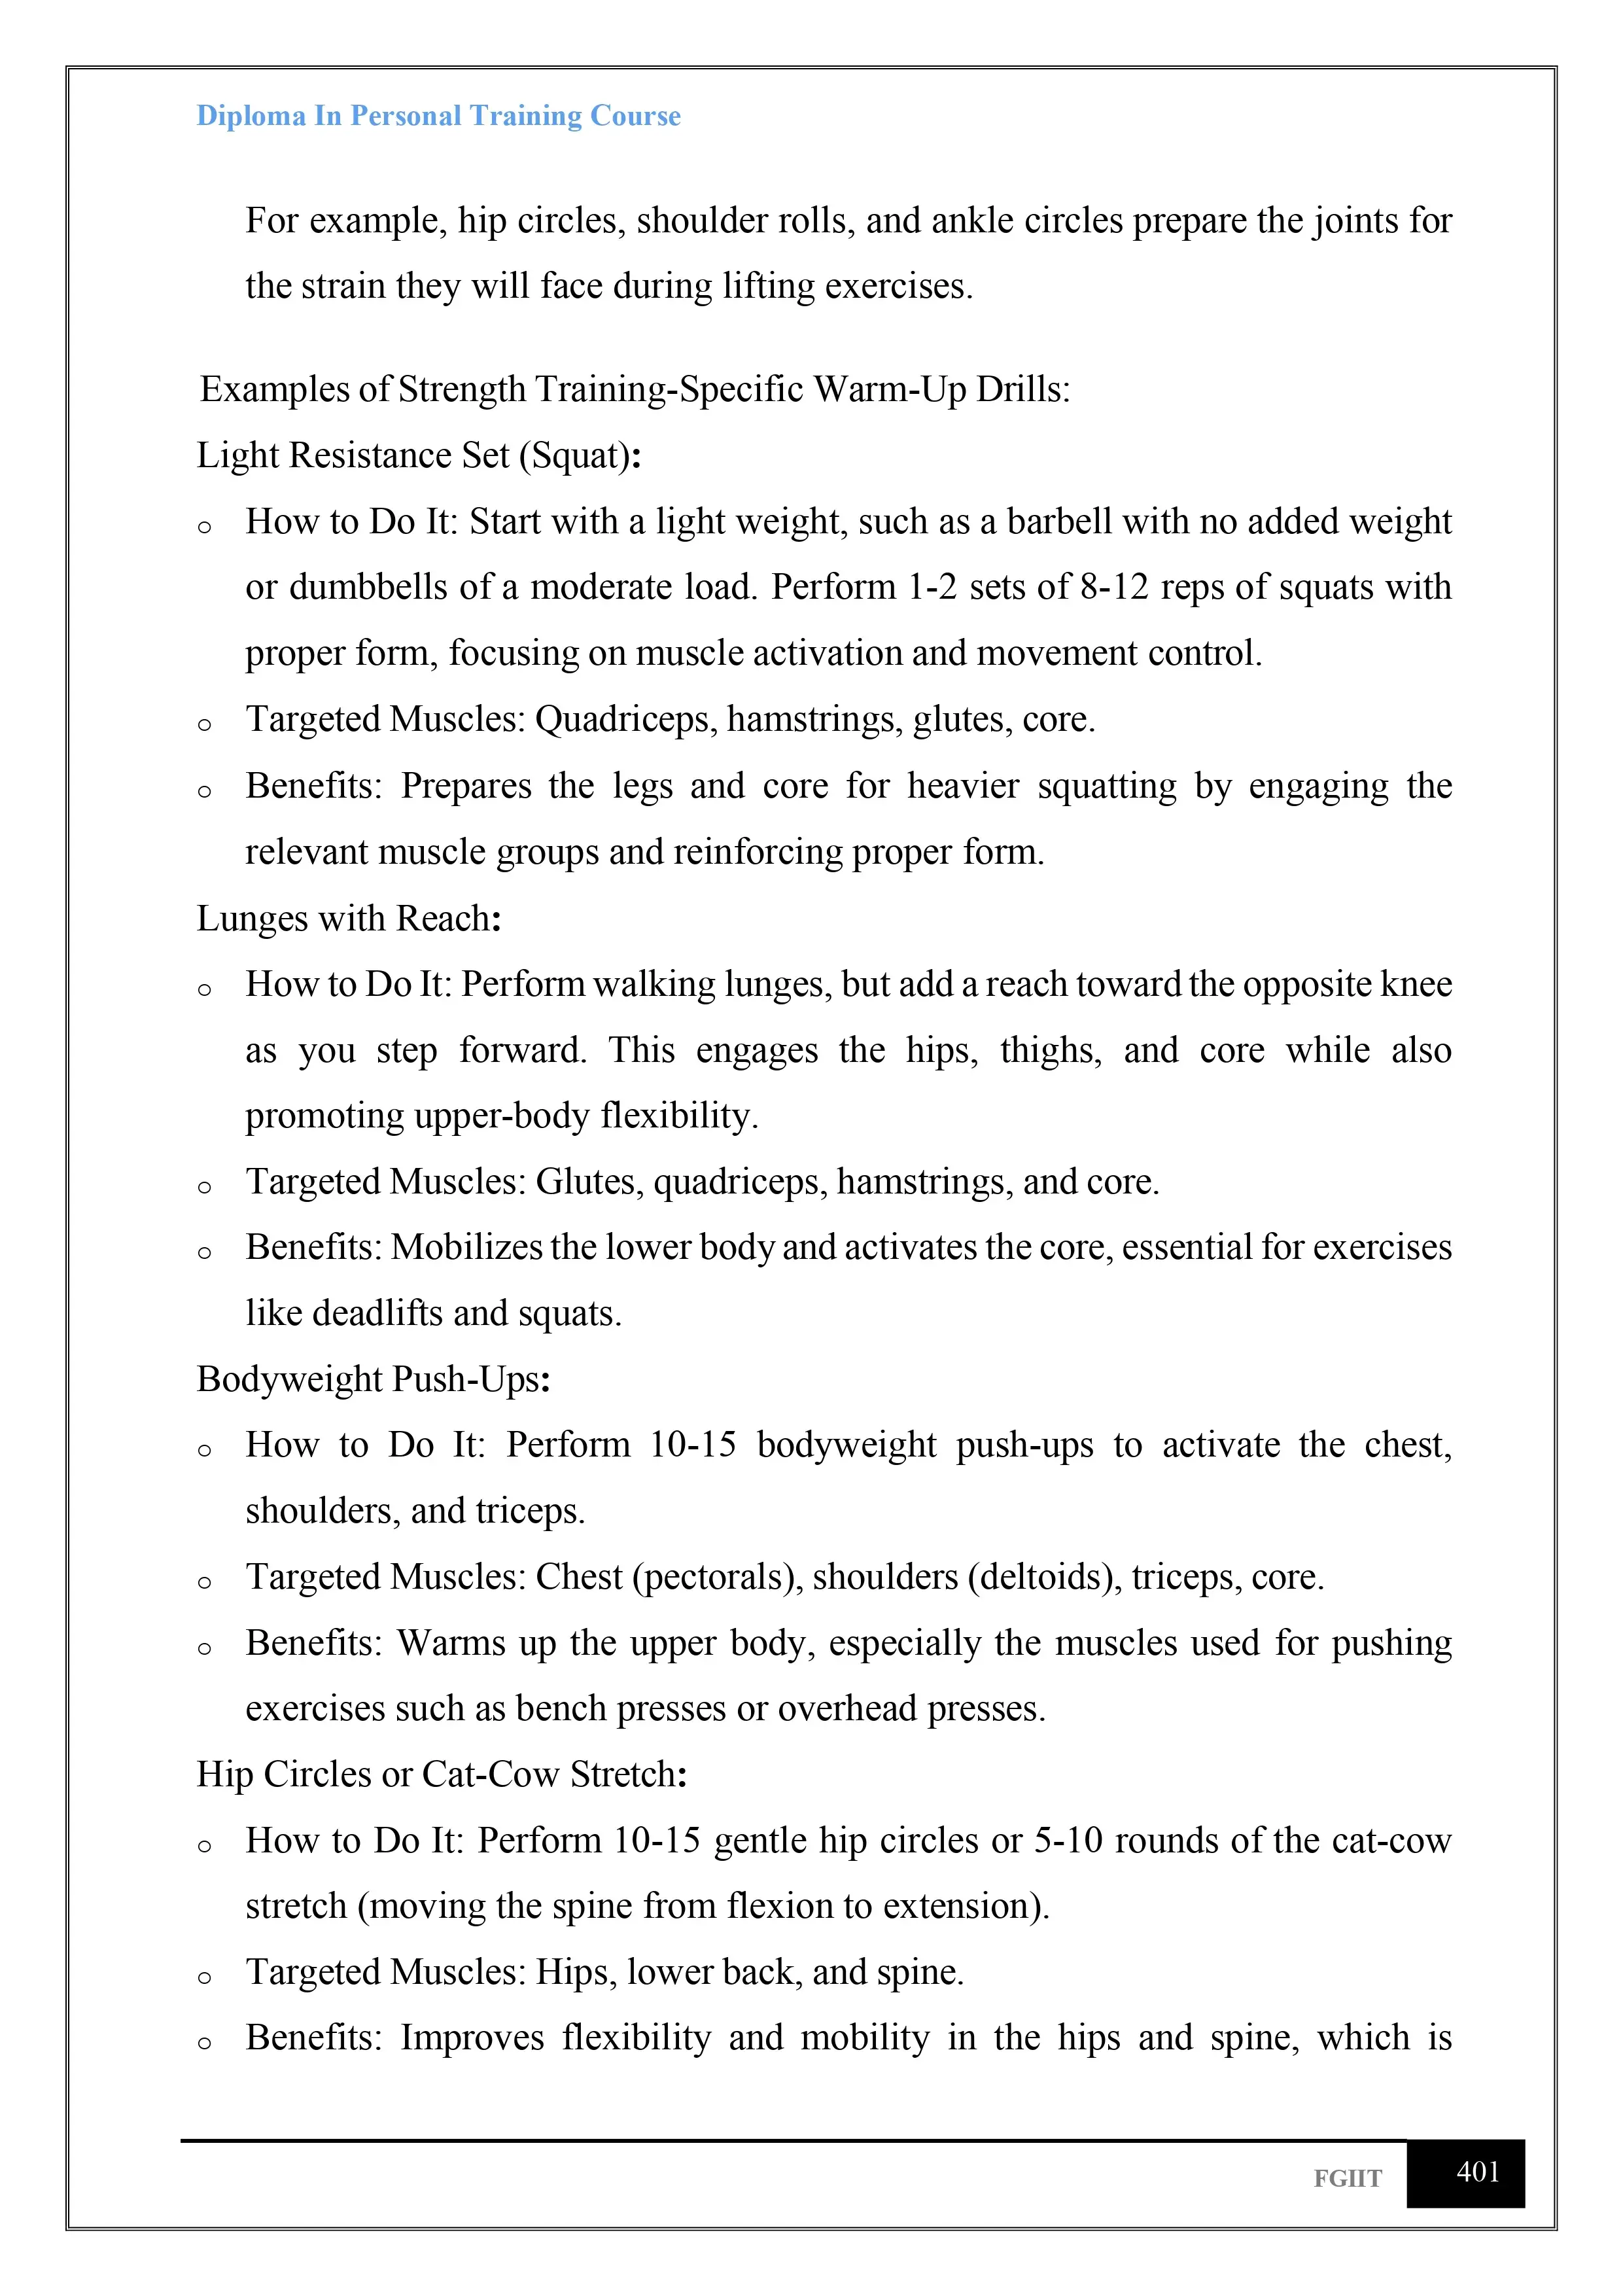 Diploma In Personal Training Course
For example, hip circles, shoulder rolls, and ankle circles prepare the joints for
the strain they will face during lifting exercises.
Examples of Strength Training-Specific Warm-Up Drills:
Light Resistance Set (Squat):
o How to Do It: Start with a light weight, such as a barbell with no added weight
or dumbbells of a moderate load. Perform 1-2 sets of 8-12 reps of squats with
proper form, focusing on muscle activation and movement control.
o Targeted Muscles: Quadriceps, hamstrings, glutes, core.
o Benefits: Prepares the legs and core for heavier squatting by engaging the
relevant muscle groups and reinforcing proper form.
Lunges with Reach:
o How to Do It: Perform walking lunges, but add a reach toward the opposite knee
as you step forward. This engages the hips, thighs, and core while also
promoting upper-body flexibility.
o Targeted Muscles: Glutes, quadriceps, hamstrings, and core.
o Benefits: Mobilizes the lower body and activates the core, essential for exercises
like deadlifts and squats.
Bodyweight Push-Ups:
o How to Do It: Perform 10-15 bodyweight push-ups to activate the chest,
shoulders, and triceps.
o Targeted Muscles: Chest (pectorals), shoulders (deltoids), triceps, core.
o Benefits: Warms up the upper body, especially the muscles used for pushing
exercises such as bench presses or overhead presses.
Hip Circles or Cat-Cow Stretch:
o How to Do It: Perform 10-15 gentle hip circles or 5-10 rounds of the cat-cow
stretch (moving the spine from flexion to extension).
o Targeted Muscles: Hips, lower back, and spine.
o Benefits: Improves flexibility and mobility in the hips and spine, which is
FGIIT 401